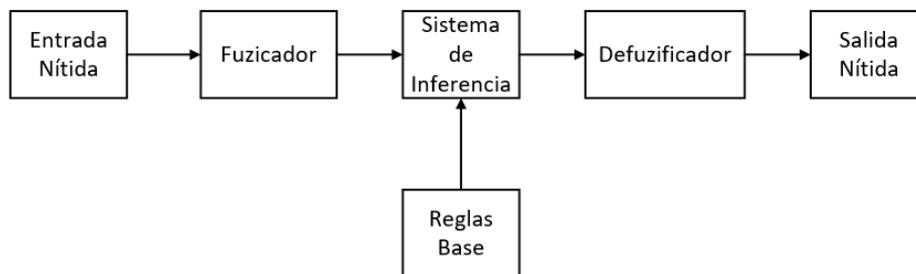 Entrada
Nítida
Fuzicador
Sistema
de
Inferencia
Defuzificador
Salida
Nítida
Reglas
Base